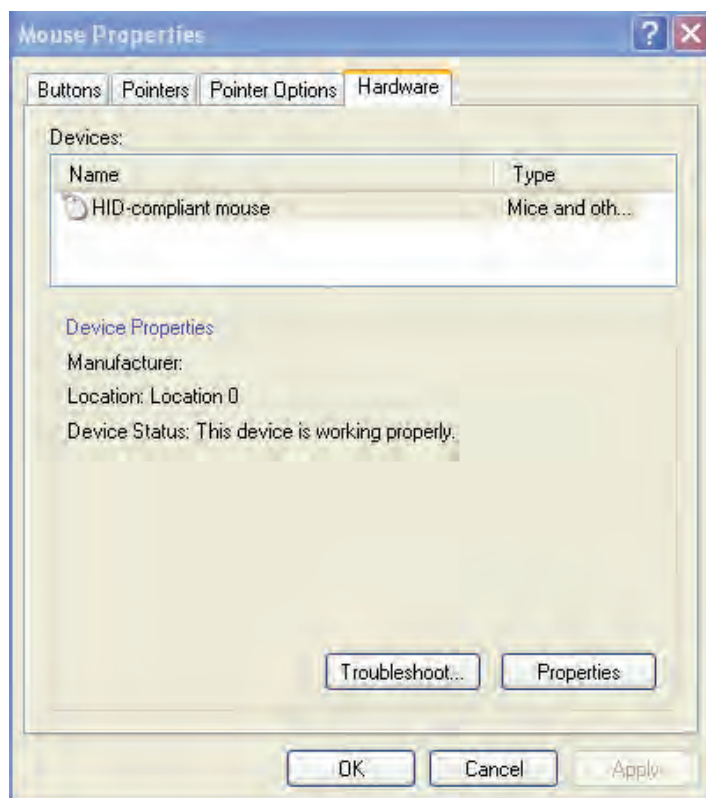 Mouse Properties
Buttons Pointers Pointer Options Hardware
Devices:
Name Type
HID-compliant mouse Mice and oth...
Device Properties
Manufacturer:
Location: Location 0
Device Status: This device is working properly.
Troubleshoot... Properties
OK Cancel Apply